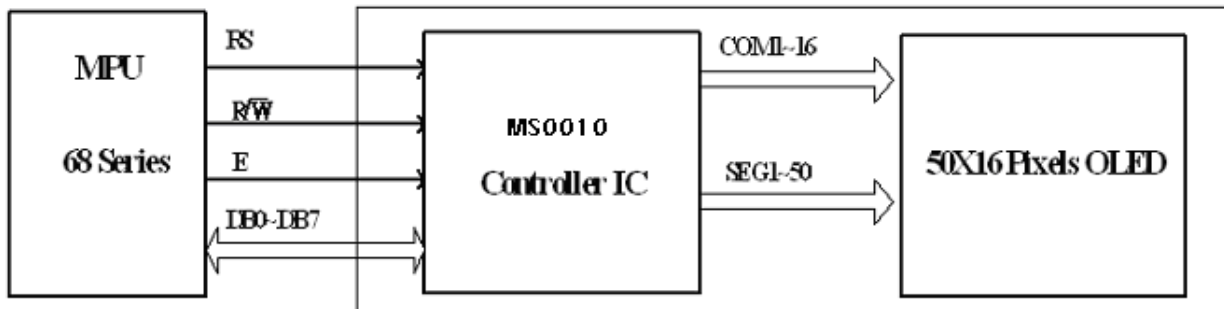 MPU
68 Series
RS
R/W̅
E
DB0~DB7
MS0010
Controller IC
COM1~16
SEG1~50
50X16 Pixels OLED